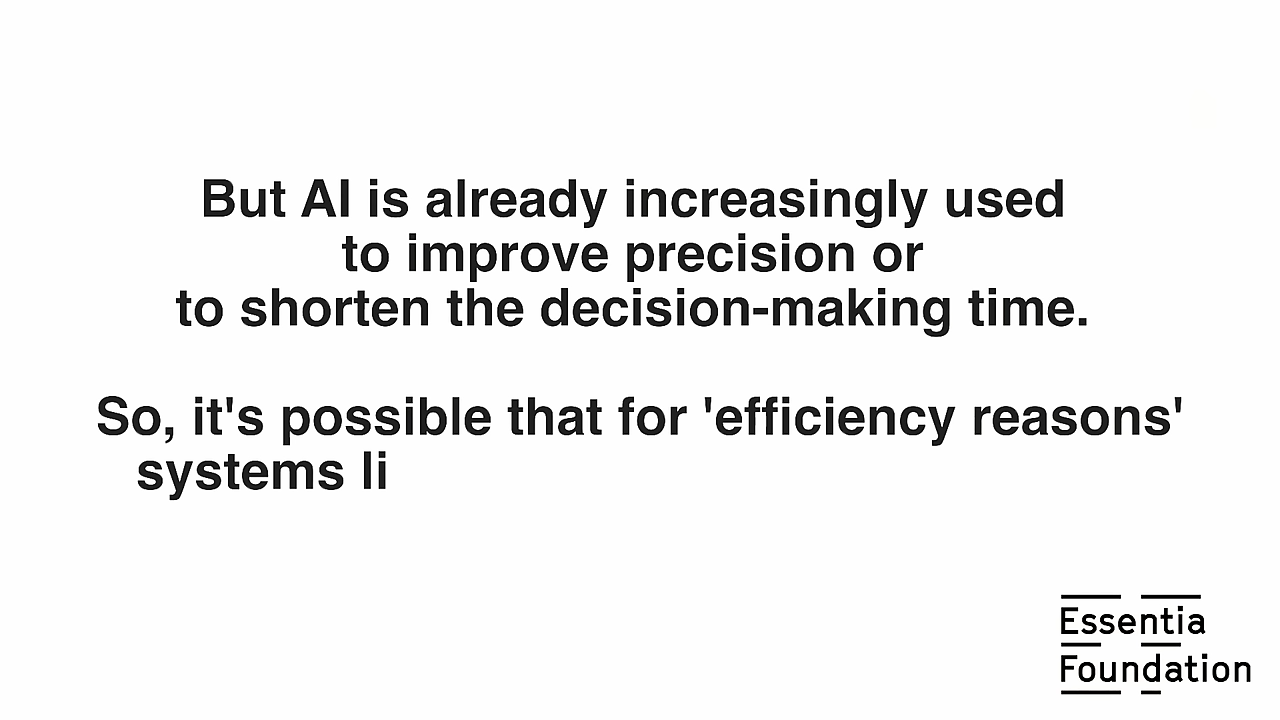 But AI is already increasingly used
to improve precision or
to shorten the decision-making time.
So, it's possible that for 'efficiency reasons'
systems li
Essentia
Foundation